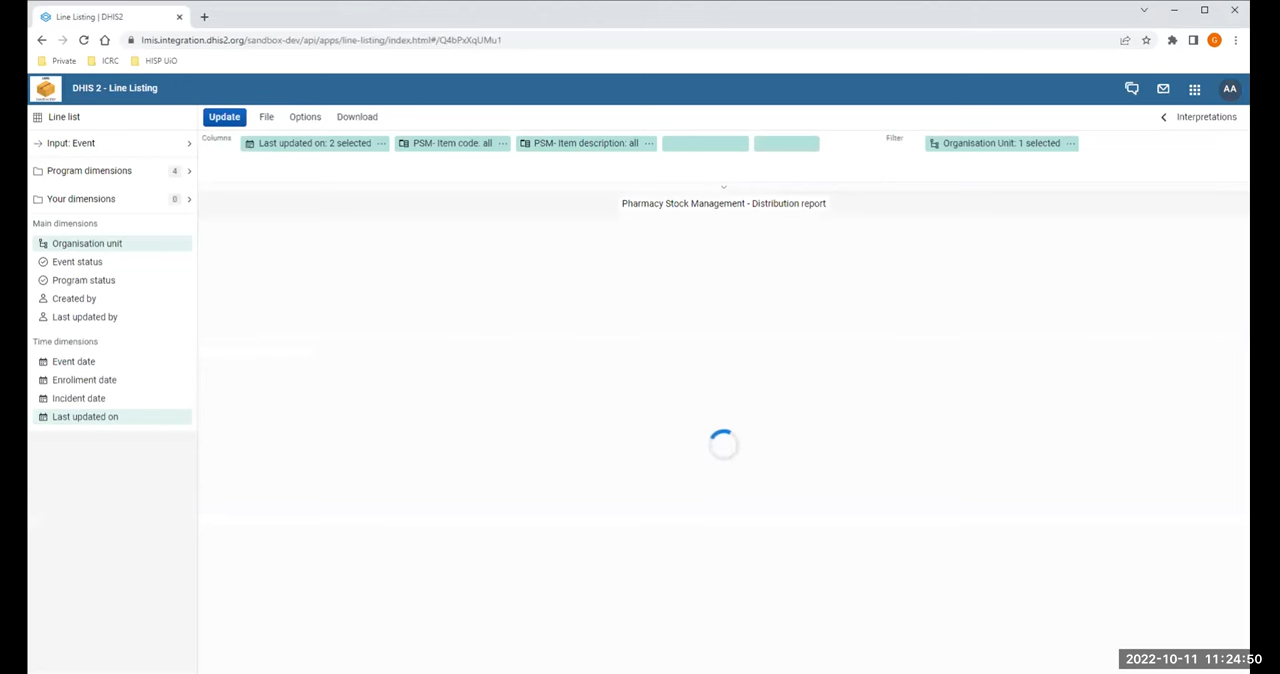 Line Listing | DHIS2
lmis.integration.dhis2.org/sandbox-dev/api/apps/line-listing/index.html#/Q4bPxXqUMu1
Private ICRC HISP UiO
G
DHIS 2 - Line Listing
AA
Line list
Update File Options Download
Interpretations
Columns
Last updated on: 2 selected
PSM- Item code: all
PSM- Item description: all
Filter
Organisation Unit: 1 selected
Input: Event
Program dimensions 4
Your dimensions 0
Main dimensions
Organisation unit
Event status
Program status
Created by
Last updated by
Time dimensions
Event date
Enrollment date
Incident date
Last updated on
Pharmacy Stock Management - Distribution report
2022-10-11 11:24:50